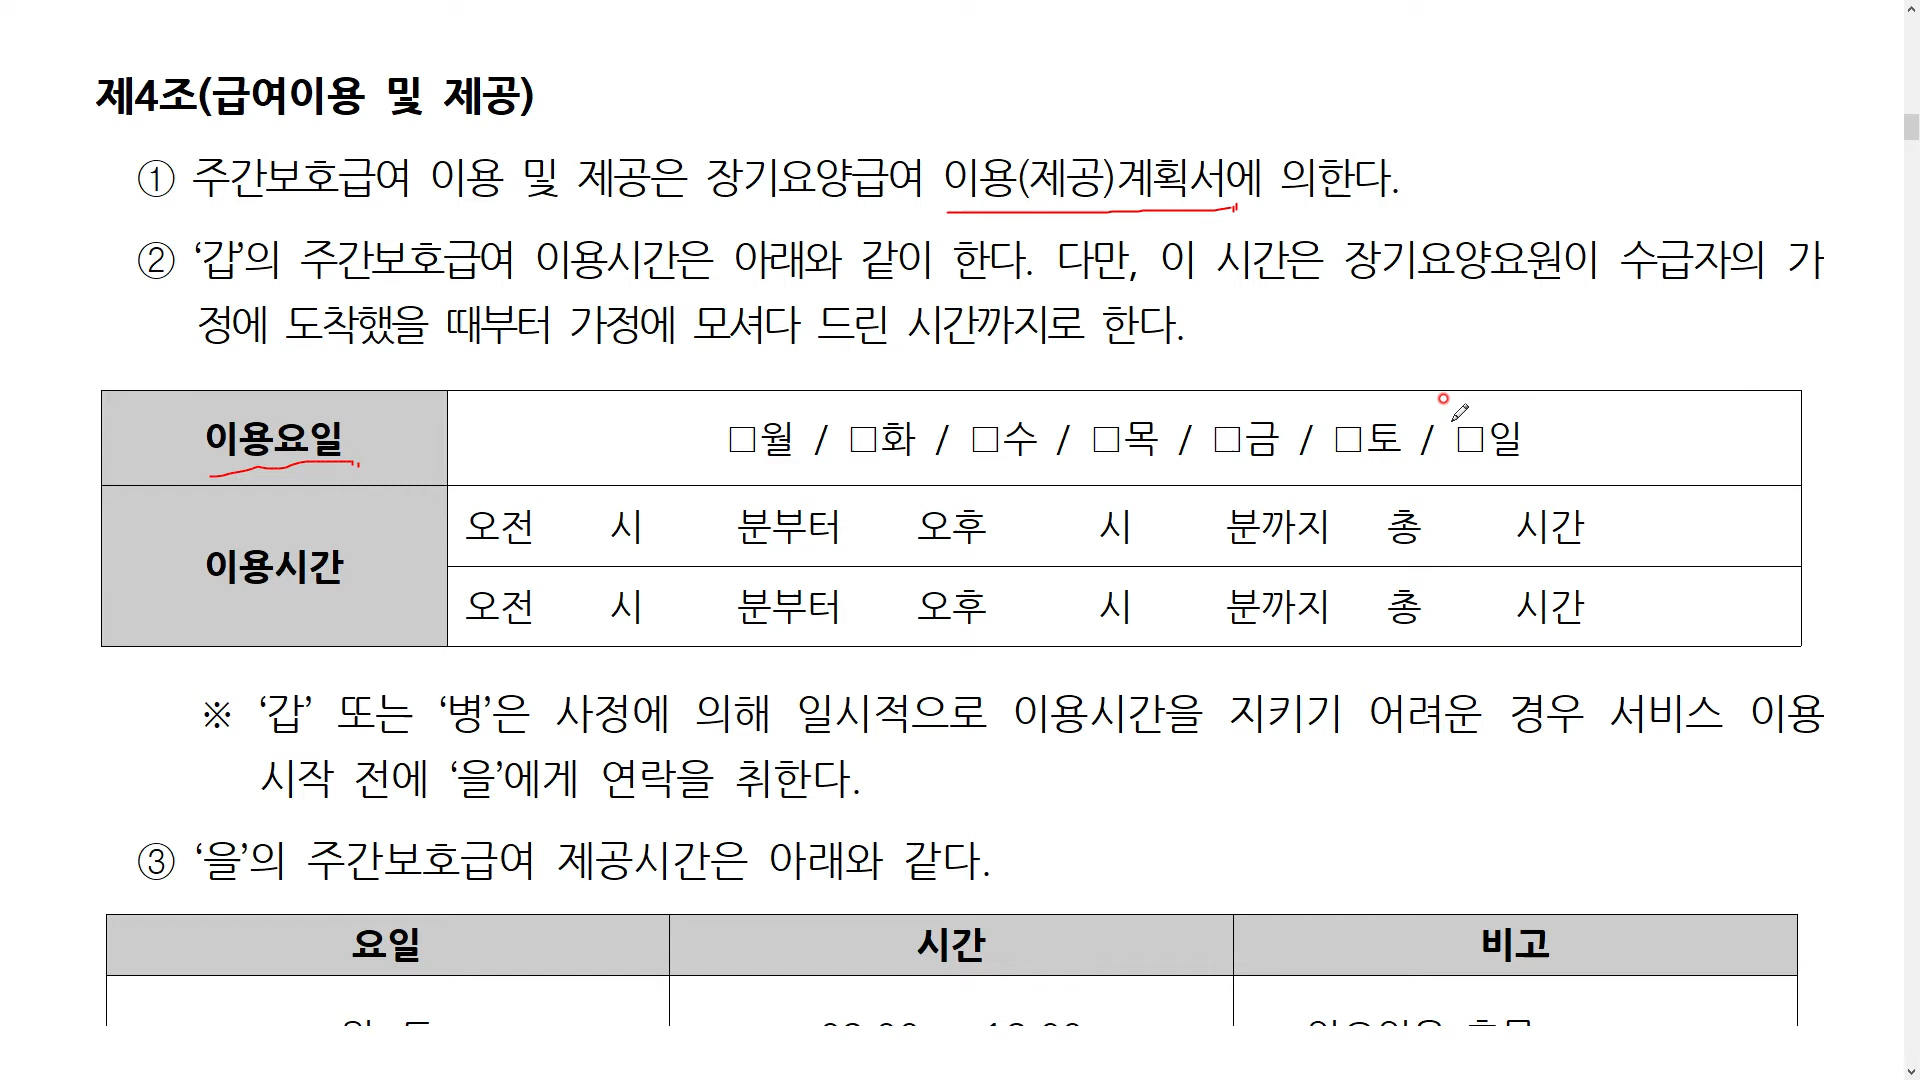 제4조(급여이용 및 제공)
① 주간보호급여 이용 및 제공은 장기요양급여 이용(제공)계획서에 의한다.
② ‘갑’의 주간보호급여 이용시간은 아래와 같이 한다. 다만, 이 시간은 장기요양요원이 수급자의 가
정에 도착했을 때부터 가정에 모셔다 드린 시간까지로 한다.
이용요일 □월 / □화 / □수 / □목 / □금 / □토 / □일
이용시간
오전 시 분부터 오후 시 분까지 총 시간
오전 시 분부터 오후 시 분까지 총 시간
※ ‘갑’ 또는 ‘병’은 사정에 의해 일시적으로 이용시간을 지키기 어려운 경우 서비스 이용
시작 전에 ‘을’에게 연락을 취한다.
③ ‘을’의 주간보호급여 제공시간은 아래와 같다.
요일 시간 비고